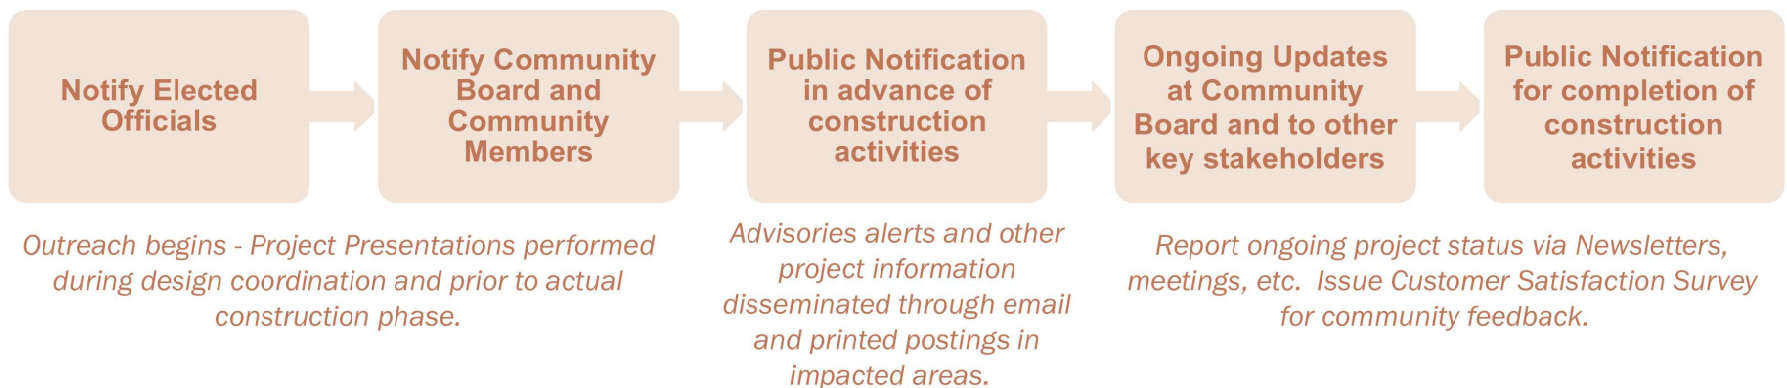 Notify Elected
Officials
Notify Community
Board and
Community
Members
Public Notification
in advance of
construction
activities
Ongoing Updates
at Community
Board and to other
key stakeholders
Public Notification
for completion of
construction
activities
Outreach begins - Project Presentations performed
during design coordination and prior to actual
construction phase.
Advisories alerts and other
project information
disseminated through email
and printed postings in
impacted areas.
Report ongoing project status via Newsletters,
meetings, etc.  Issue Customer Satisfaction Survey
for community feedback.